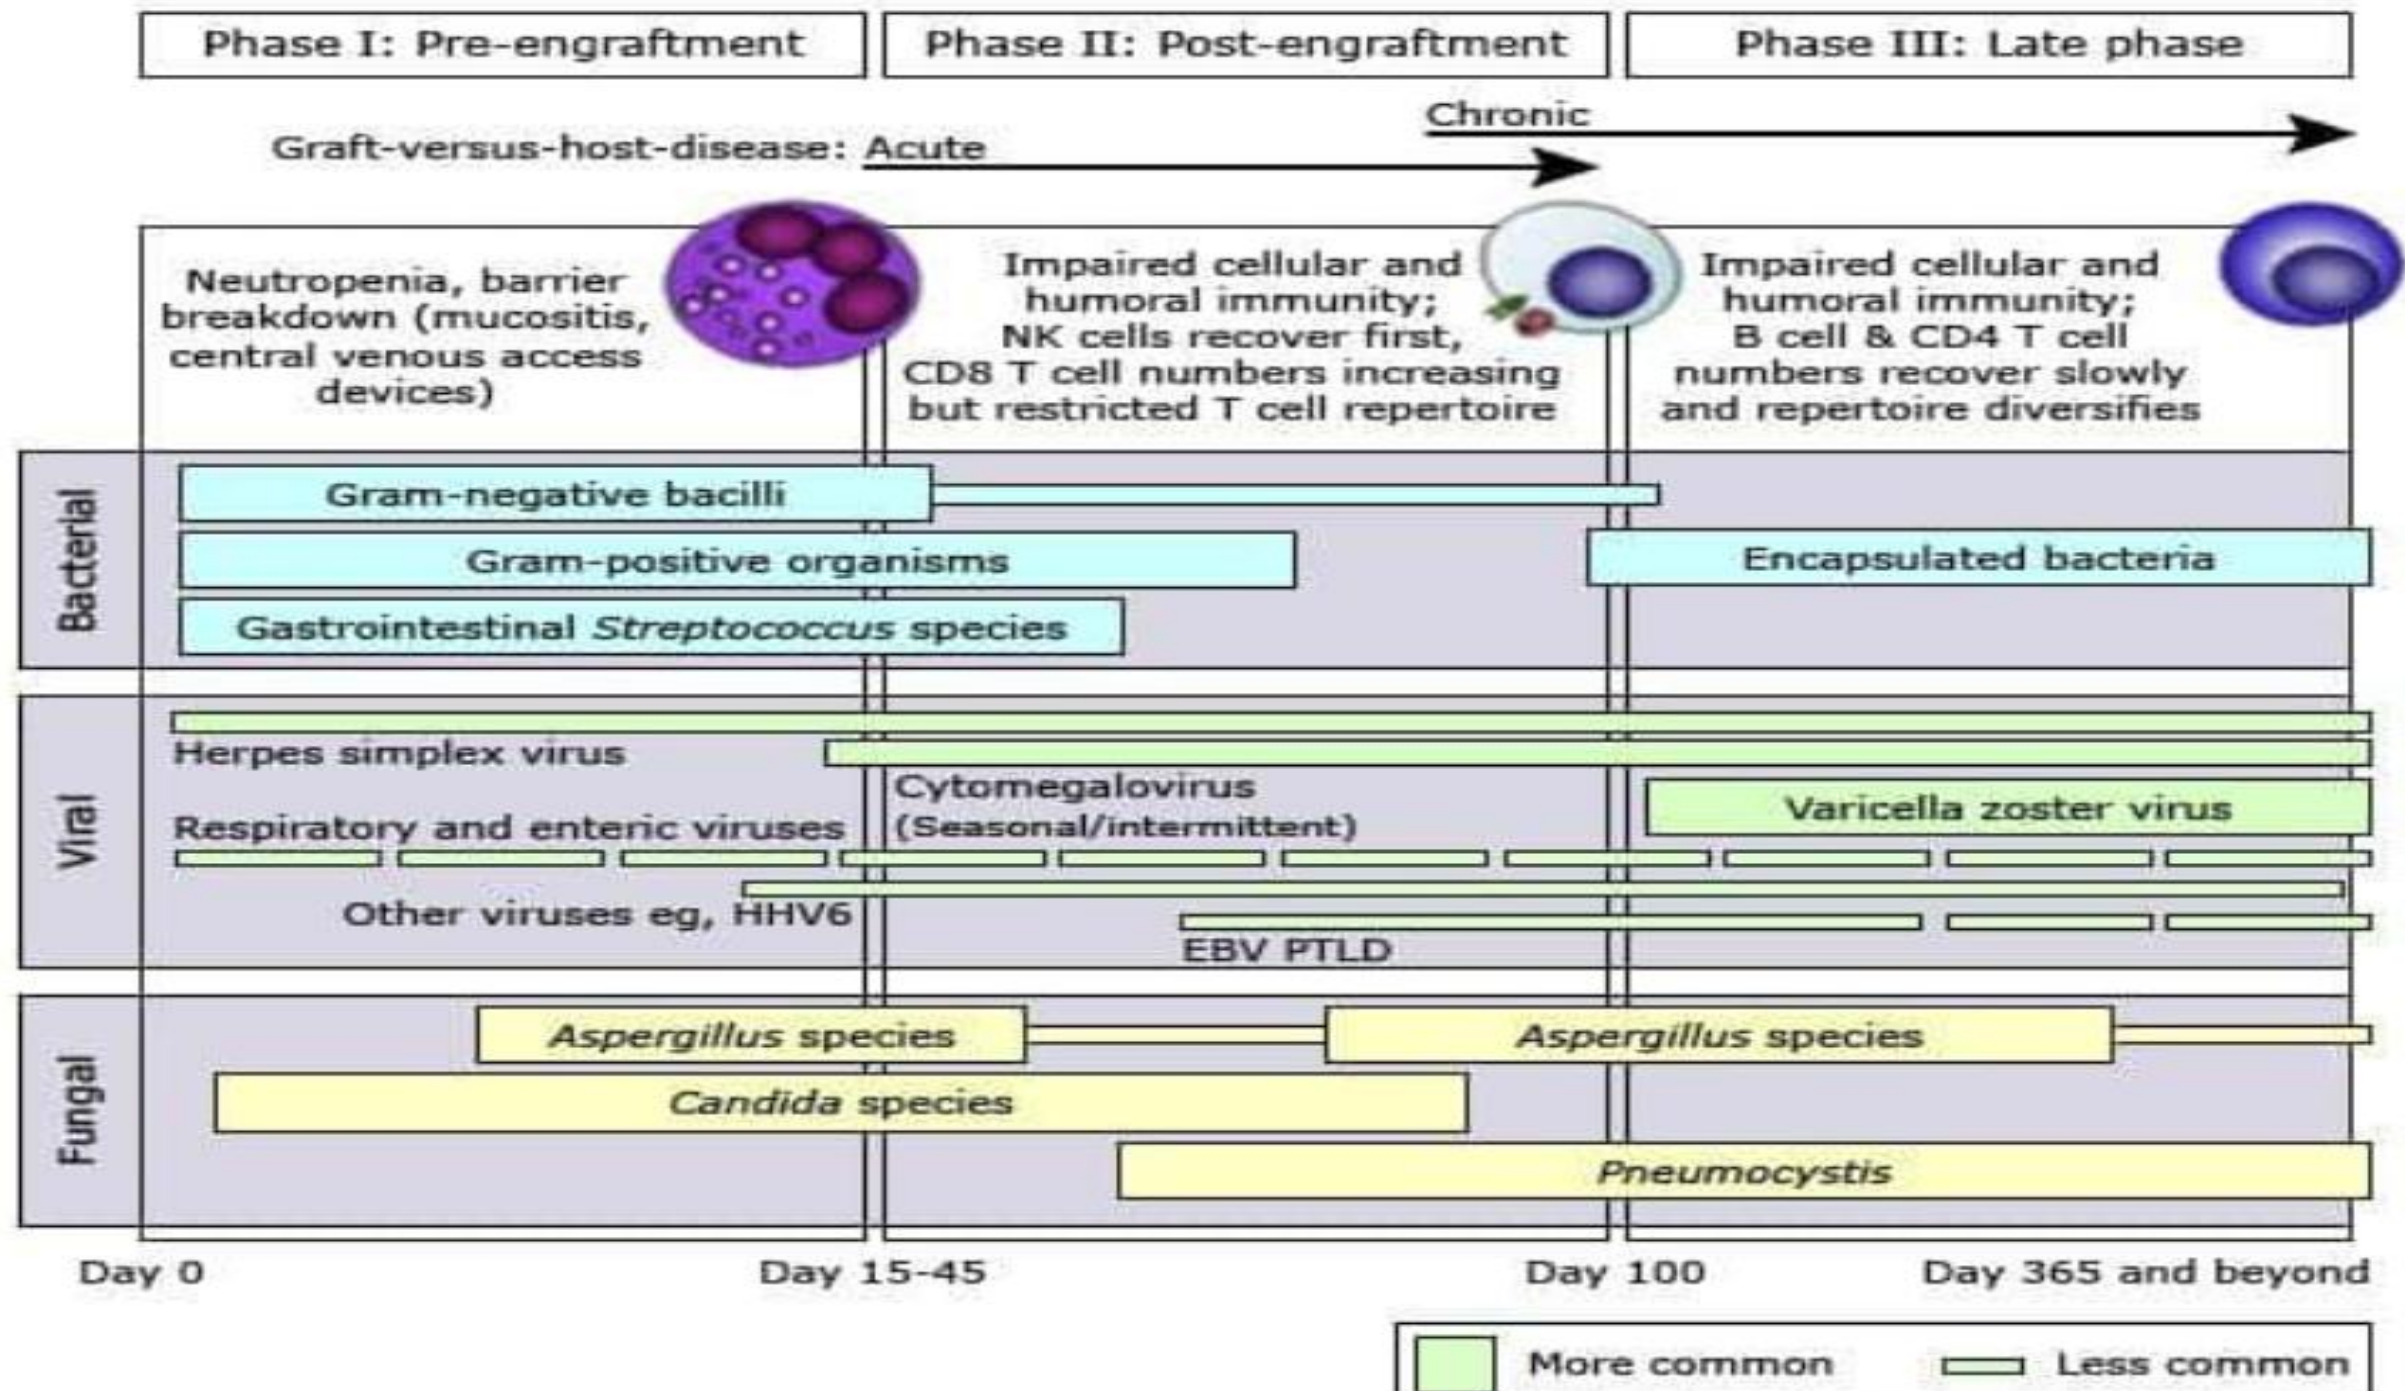 Phase I: Pre-engraftment
Phase II: Post-engraftment
Phase III: Late phase
Chronic
Graft-versus-host-disease: Acute
Neutropenia, barrier
breakdown (mucositis,
central venous access
devices)
Impaired cellular and
humoral immunity;
NK cells recover first,
CD8 T cell numbers increasing
but restricted T cell repertoire
Impaired cellular and
humoral immunity;
B cell & CD4 T cell
numbers recover slowly
and repertoire diversifies
Bacterial
Gram-negative bacilli
Gram-positive organisms
Encapsulated bacteria
Gastrointestinal Streptococcus species
Viral
Herpes simplex virus
Cytomegalovirus
(Seasonal/intermittent)
Varicella zoster virus
Respiratory and enteric viruses
Other viruses eg, HHV6
EBV PTLD
Fungal
Aspergillus species
Aspergillus species
Candida species
Pneumocystis
Day 0
Day 15-45
Day 100
Day 365 and beyond
More common
Less common